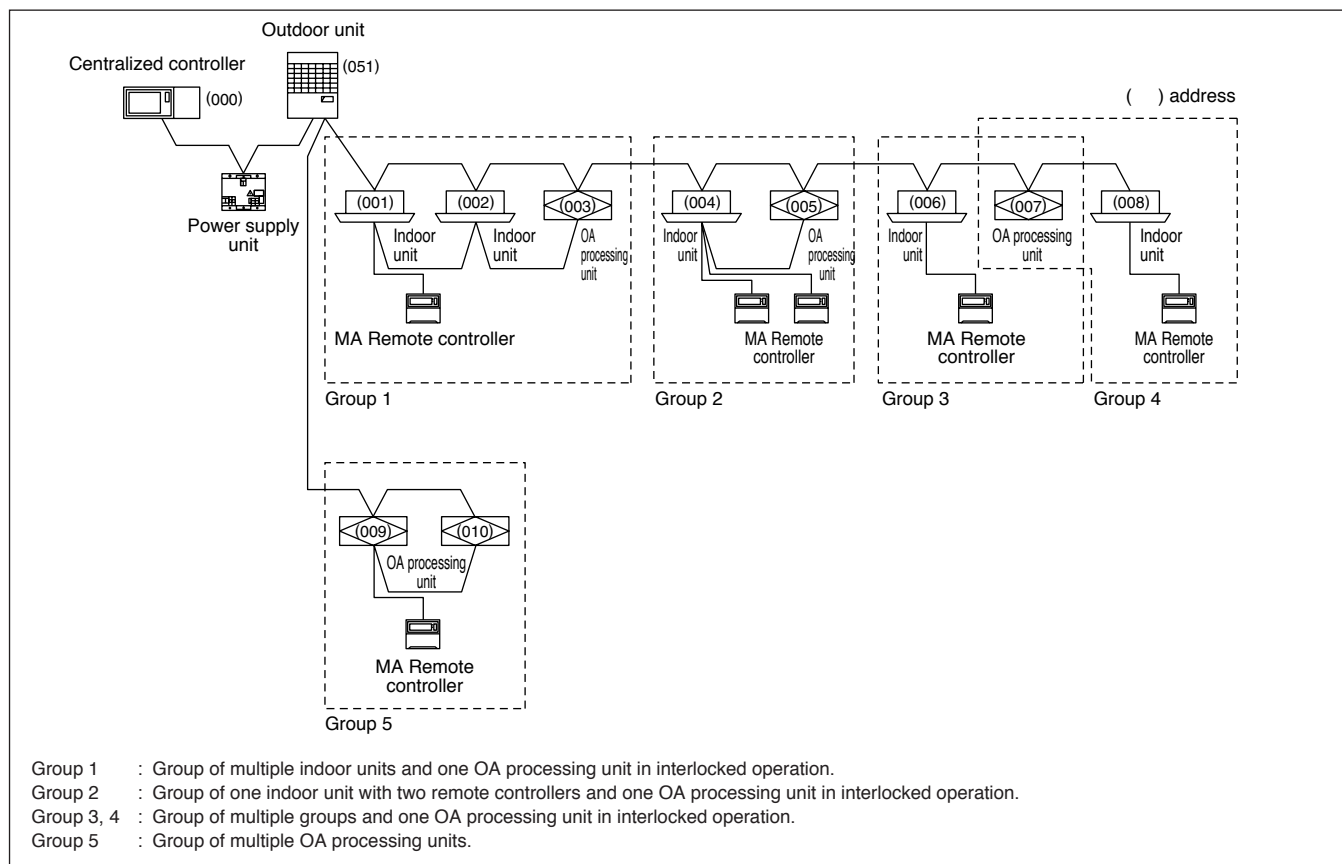 Outdoor unit
(051)
Centralized controller
(000)
Power supply
unit
( ) address
(001)
(002)
(003)
(004)
(005)
(006)
(007)
(008)
Indoor
unit
Indoor
unit
OA
processing
unit
Indoor
unit
OA
processing
unit
Indoor
unit
OA processing
unit
Indoor
unit
MA Remote controller
MA Remote
controller
MA Remote
controller
MA Remote
controller
Group 1
Group 2
Group 3
Group 4
(009)
(010)
OA processing
unit
MA Remote
controller
Group 5
Group 1 : Group of multiple indoor units and one OA processing unit in interlocked operation.
Group 2 : Group of one indoor unit with two remote controllers and one OA processing unit in interlocked operation.
Group 3, 4 : Group of multiple groups and one OA processing unit in interlocked operation.
Group 5 : Group of multiple OA processing units.